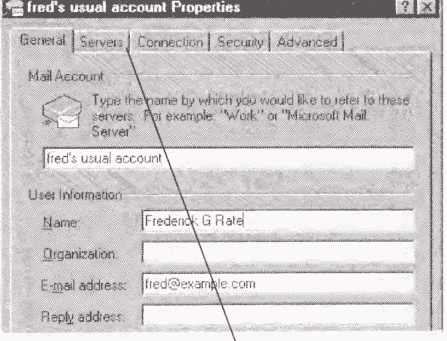 fred's usual account Properties
General Servers Connection Security Advanced
Mail Account
Type the name by which you would like to refer to these
servers. For example: "Work" or "Microsoft Mail
Server"
fred's usual account
User Information
Name: Frederick G Rate
Organization:
E-mail address: fred@example.com
Reply address: